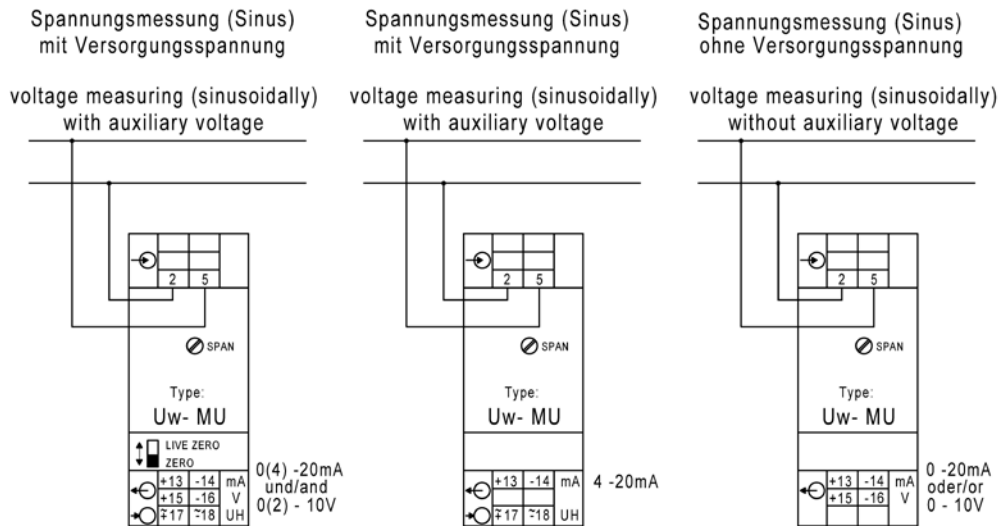 Spannungsmessung (Sinus)
mit Versorgungsspannung
voltage measuring (sinusoidally)
with auxiliary voltage
2 5
SPAN
Type:
Uw- MU
LIVE ZERO
ZERO
+13 -14 mA
+15 -16 V
∓17 ~18 UH
0(4) -20mA
und/and
0(2) - 10V
Spannungsmessung (Sinus)
mit Versorgungsspannung
voltage measuring (sinusoidally)
with auxiliary voltage
2 5
SPAN
Type:
Uw- MU
+13 -14 mA
∓17 ~18 UH
4 -20mA
Spannungsmessung (Sinus)
ohne Versorgungsspannung
voltage measuring (sinusoidally)
without auxiliary voltage
2 5
SPAN
Type:
Uw- MU
+13 -14 mA
+15 -16 V
0 -20mA
oder/or
0 - 10V